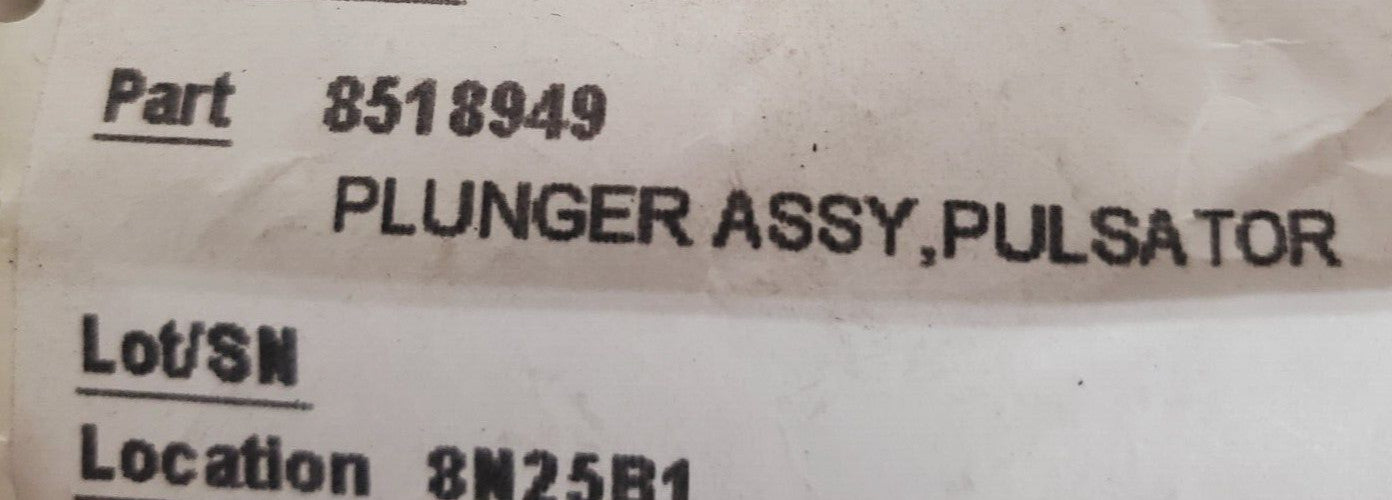 Part 8518949
PLUNGER ASSY,PULSATOR
Lot/SN
Location 8N25B1